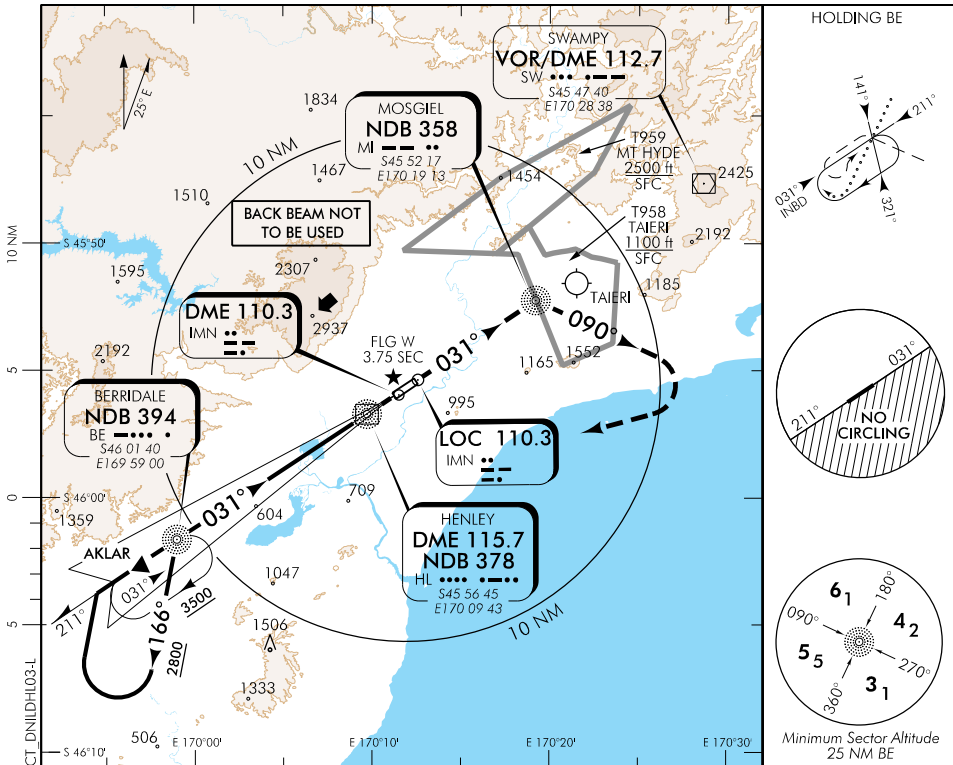 HOLDING BE
SWAMPY
VOR/DME 112.7
SW
S45 47 40
E170 28 38
25° E
1834
MOSGIEL
NDB 358
MI
S45 52 17
E170 19 13
10 NM
1467
1510
1454
T959
MT HYDE
2500 ft
SFC
2425
BACK BEAM NOT
TO BE USED
T958
TAIERI
1100 ft
SFC
2192
10 NM
S 45°50'
1595
2307
2937
TAIERI
1185
DME 110.3
IMN
FLG W
3.75 SEC
031°
090°
1165
1552
2192
5
BERRIDALE
NDB 394
BE
S46 01 40
E169 59 00
995
LOC 110.3
IMN
0
S 46°00'
1359
031°
604
709
HENLEY
DME 115.7
NDB 378
HL
S45 56 45
E170 09 43
AKLAR
031°
3500
211°
166°
2800
1047
5
10 NM
1506
1333
506
S 46°10'
E 170°00'
E 170°10'
E 170°20'
E 170°30'
CT_DNILDHL03-L
141°
211°
031°
INBD
321°
031°
211°
NO
CIRCLING
6 1
180°
090°
4 2
5 5
270°
360°
3 1
Minimum Sector Altitude
25 NM BE